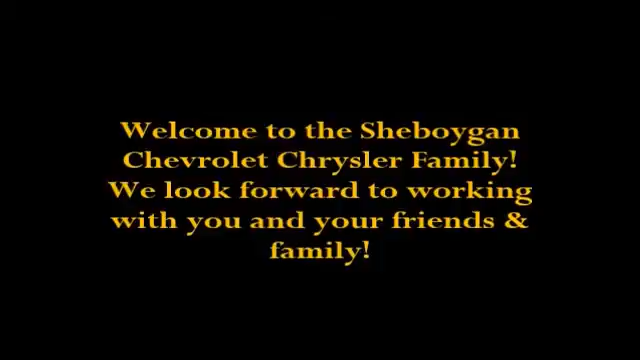 Welcome to the Sheboygan
Chevrolet Chrysler Family!
We look forward to working
with you and your friends &
family!